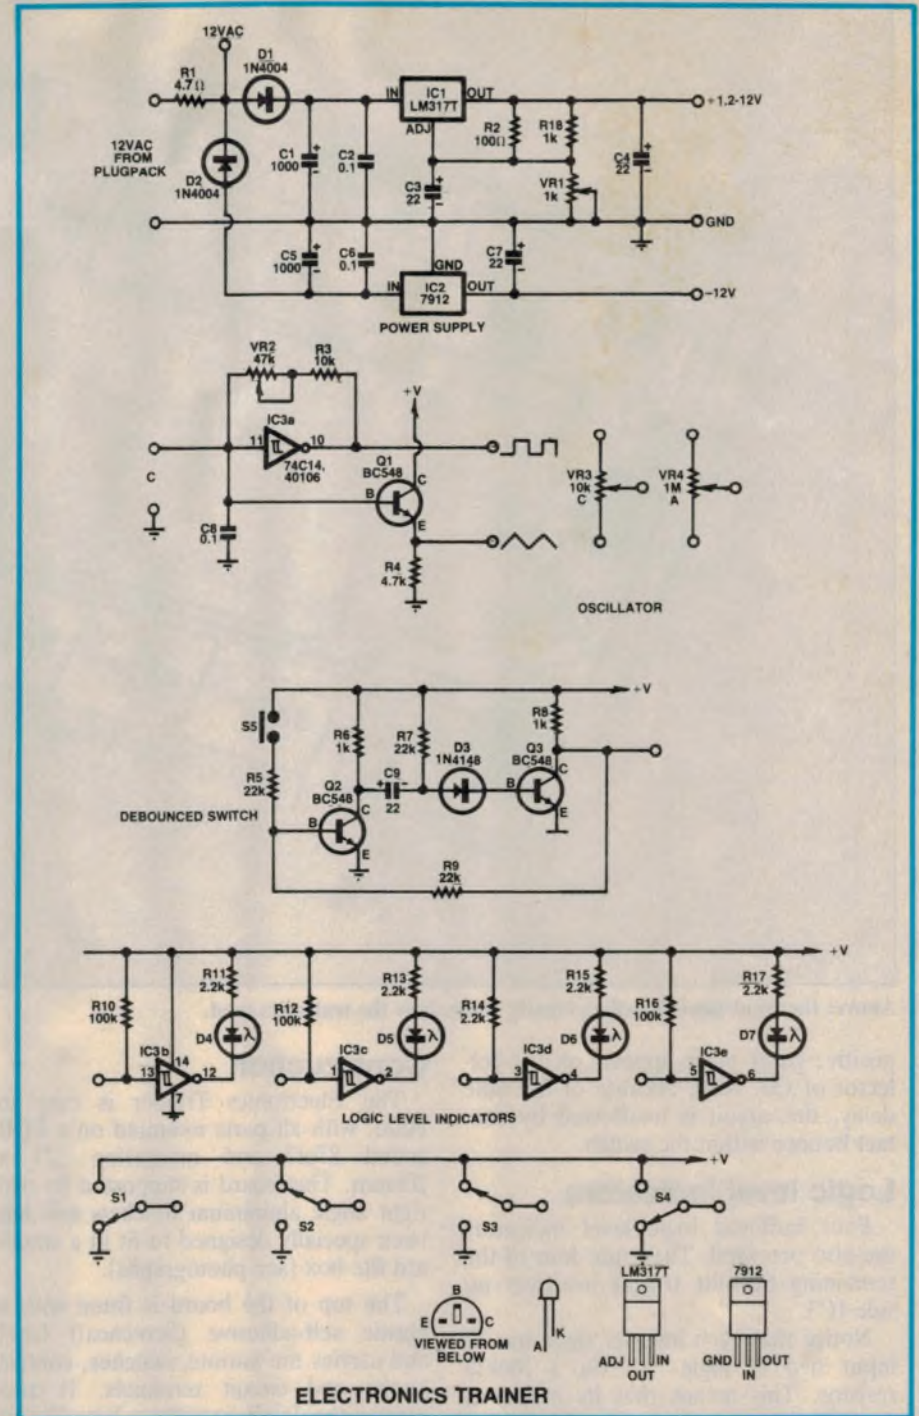 12VAC
R1
4.7Ω
D1
1N4004
IN
IC1
LM317T
OUT
ADJ
+1.2-12V
12VAC
FROM
PLUGPACK
D2
1N4004
C1
1000
+
-
C2
0.1
C3
22
+
-
R2
100Ω
R18
1k
VR1
1k
C4
22
+
-
GND
C5
1000
+
-
C6
0.1
GND
IN
IC2
7912
OUT
C7
22
+
-
-12V
POWER SUPPLY
VR2
47k
R3
10k
+V
IC3a
11
10
74C14,
40106
C
Q1
BC548
B
C
E
C8
0.1
R4
4.7k
VR3
10k
C
VR4
1M
A
OSCILLATOR
+V
S5
R5
22k
R6
1k
R7
22k
R8
1k
D3
1N4148
Q3
BC548
B
C
E
Q2
BC548
B
C
E
+
C9
-
22
DEBOUNCED SWITCH
R9
22k
+V
R10
100k
R11
2.2k
D4
λ
IC3b
13
14
12
7
R12
100k
R13
2.2k
D5
λ
IC3c
1
2
R14
2.2k
R15
2.2k
D6
λ
IC3d
3
4
R16
100k
R17
2.2k
D7
λ
IC3e
5
6
LOGIC LEVEL INDICATORS
+V
S1
S2
S3
S4
B
E
C
VIEWED FROM
BELOW
A
K
LM317T
ADJ
IN
OUT
7912
GND
OUT
IN
ELECTRONICS TRAINER